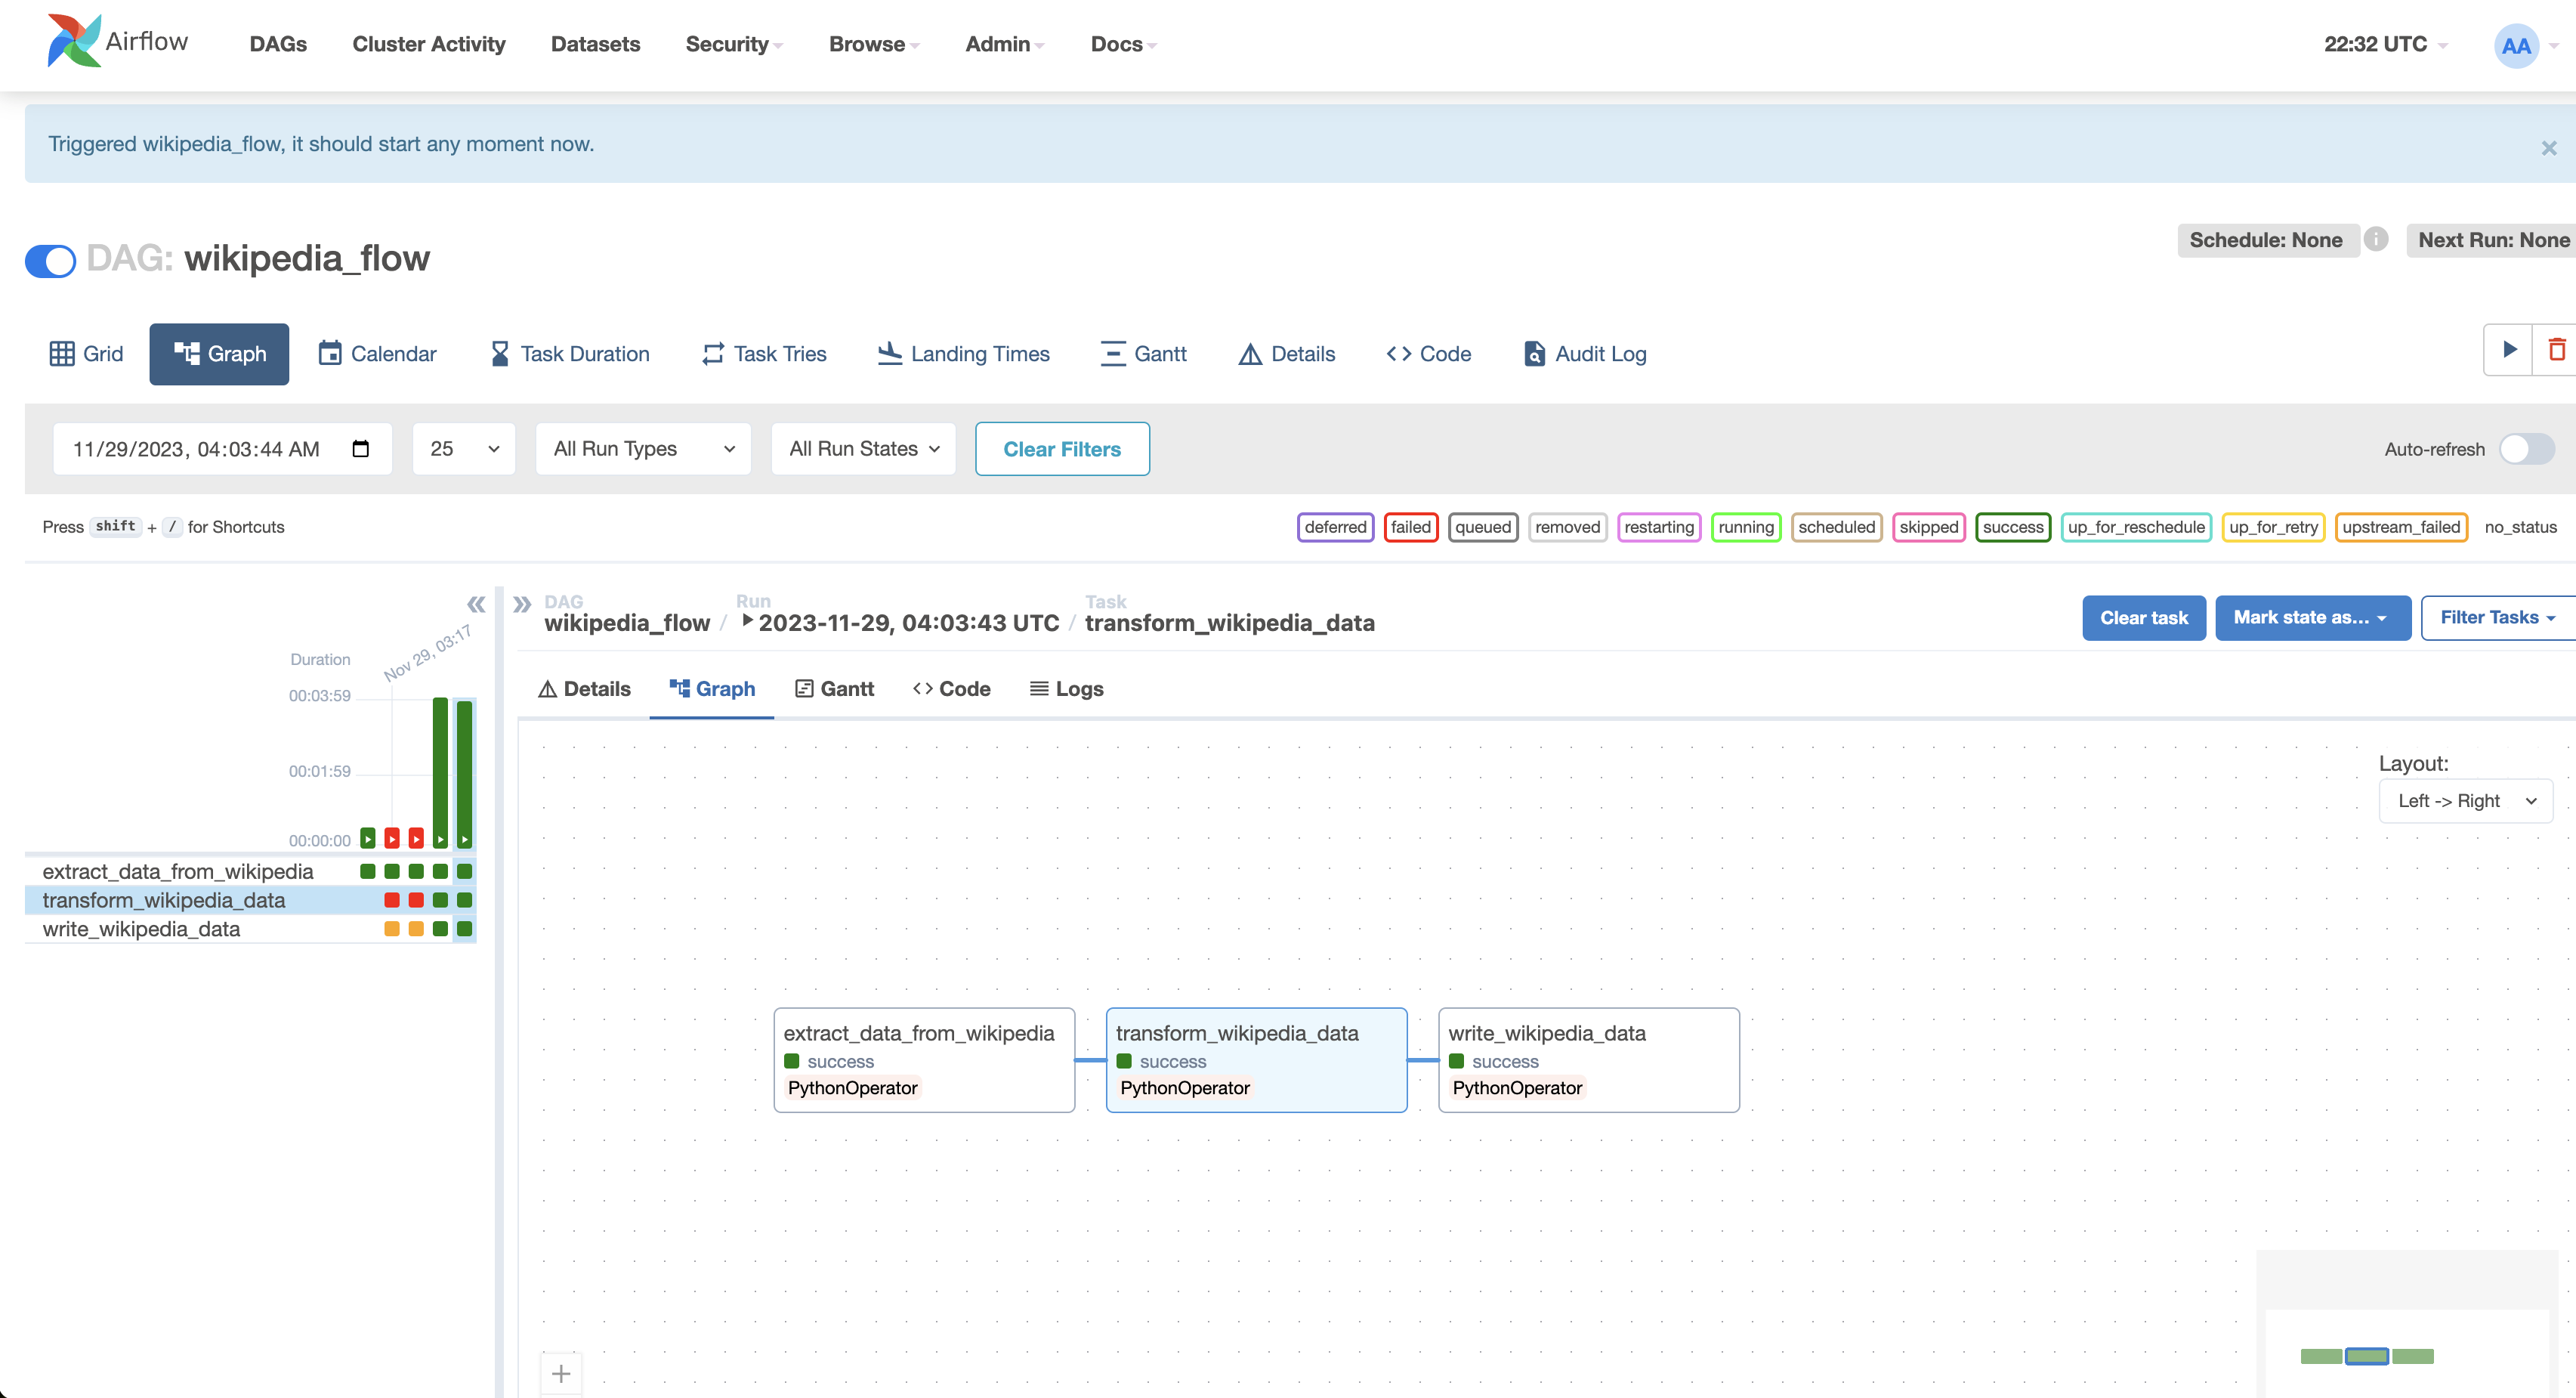 Airflow DAGs Cluster Activity Datasets Security Browse Admin Docs 22:32 UTC AA
Triggered wikipedia_flow, it should start any moment now. ×
DAG: wikipedia_flow Schedule: None i Next Run: None
Grid Graph Calendar Task Duration Task Tries Landing Times Gantt Details Code Audit Log
11/29/2023, 04:03:44 AM 25 All Run Types All Run States Clear Filters Auto-refresh
Press shift + / for Shortcuts deferred failed queued removed restarting running scheduled skipped success up_for_reschedule up_for_retry upstream_failed no_status
DAG Run Task
wikipedia_flow / 2023-11-29, 04:03:43 UTC / transform_wikipedia_data Clear task Mark state as... Filter Tasks
Nov 29, 03:17
Duration
00:03:59
00:01:59
00:00:00
extract_data_from_wikipedia
transform_wikipedia_data
write_wikipedia_data
Details Graph Gantt Code Logs
Layout:
Left -> Right
extract_data_from_wikipedia
success
PythonOperator
transform_wikipedia_data
success
PythonOperator
write_wikipedia_data
success
PythonOperator